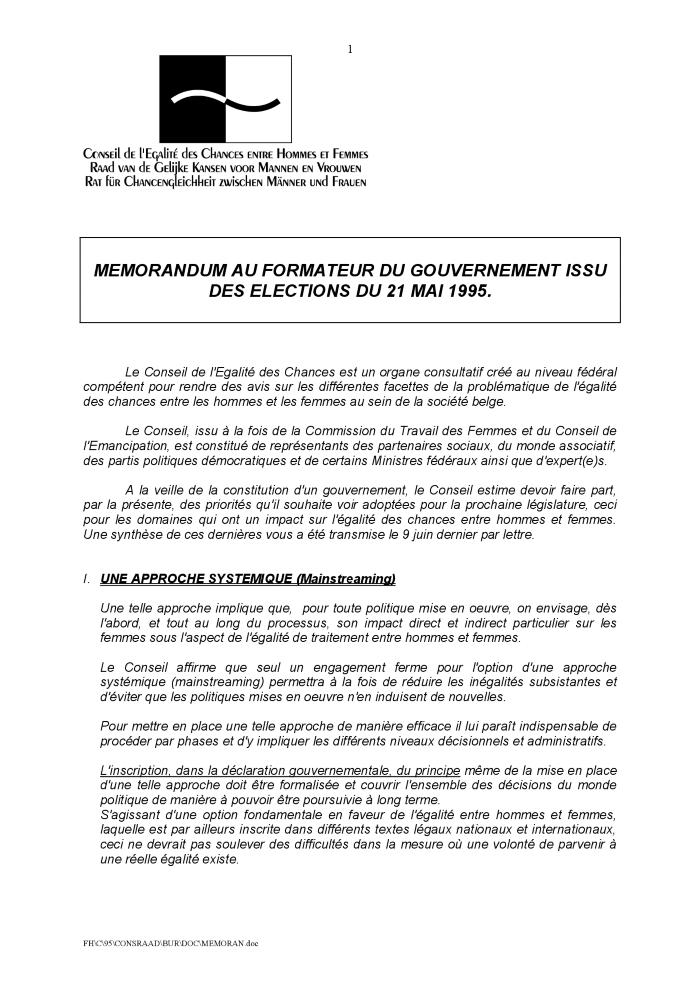 1
Conseil de l'Egalité des Chances entre Hommes et Femmes
Raad van de Gelijke Kansen voor Mannen en Vrouwen
Rat für Chancengleichheit zwischen Männer und Frauen
MEMORANDUM AU FORMATEUR DU GOUVERNEMENT ISSU
DES ELECTIONS DU 21 MAI 1995.
Le Conseil de l'Egalité des Chances est un organe consultatif créé au niveau fédéral
compétent pour rendre des avis sur les différentes facettes de la problématique de l'égalité
des chances entre les hommes et les femmes au sein de la société belge.
Le Conseil, issu à la fois de la Commission du Travail des Femmes et du Conseil de
l'Emancipation, est constitué de représentants des partenaires sociaux, du monde associatif,
des partis politiques démocratiques et de certains Ministres fédéraux ainsi que d'expert(e)s.
A la veille de la constitution d'un gouvernement, le Conseil estime devoir faire part,
par la présente, des priorités qu'il souhaite voir adoptées pour la prochaine législature, ceci
pour les domaines qui ont un impact sur l'égalité des chances entre hommes et femmes.
Une synthèse de ces dernières vous a été transmise le 9 juin dernier par lettre.
I. UNE APPROCHE SYSTEMIQUE (Mainstreaming)
Une telle approche implique que, pour toute politique mise en oeuvre, on envisage, dès
l'abord, et tout au long du processus, son impact direct et indirect particulier sur les
femmes sous l'aspect de l'égalité de traitement entre hommes et femmes.
Le Conseil affirme que seul un engagement ferme pour l'option d'une approche
systémique (mainstreaming) permettra à la fois de réduire les inégalités subsistantes et
d'éviter que les politiques mises en oeuvre n'en induisent de nouvelles.
Pour mettre en place une telle approche de manière efficace il lui paraît indispensable de
procéder par phases et d'y impliquer les différents niveaux décisionnels et administratifs.
L'inscription, dans la déclaration gouvernementale, du principe même de la mise en place
d'une telle approche doit être formalisée et couvrir l'ensemble des décisions du monde
politique de manière à pouvoir être poursuivie à long terme.
S'agissant d'une option fondamentale en faveur de l'égalité entre hommes et femmes,
laquelle est par ailleurs inscrite dans différents textes légaux nationaux et internationaux,
ceci ne devrait pas soulever des difficultés dans la mesure où une volonté de parvenir à
une réelle égalité existe.
FH\C\95\CONSRAAD\BUR\DOC\MEMORAN.doc